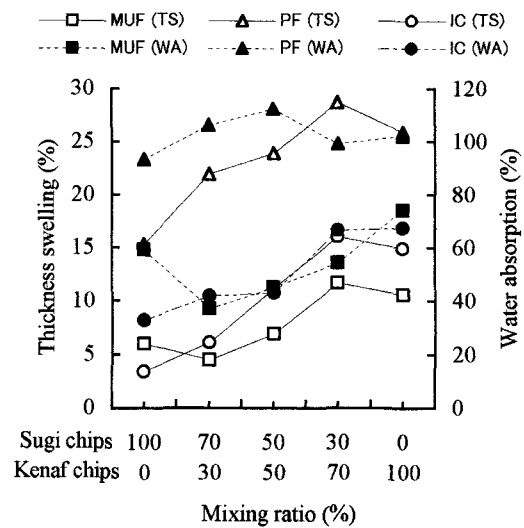 MUF (TS) PF (TS) IC (TS)
MUF (WA) PF (WA) IC (WA)
Thickness swelling (%)
30
25
20
15
10
5
0
120
100
80
60
40
20
0
Water absorption (%)
Sugi chips 100 70 50 30 0
Kenaf chips 0 30 50 70 100
Mixing ratio (%)